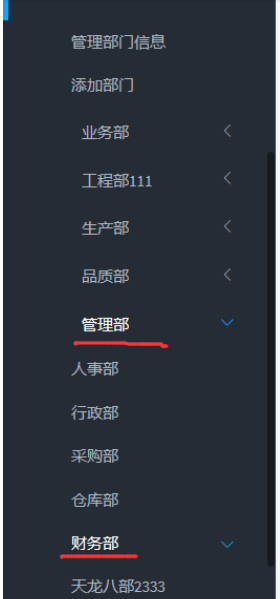 管理部门信息
添加部门
业务部
工程部111
生产部
品质部
管理部
人事部
行政部
采购部
仓库部
财务部
天龙八部2333